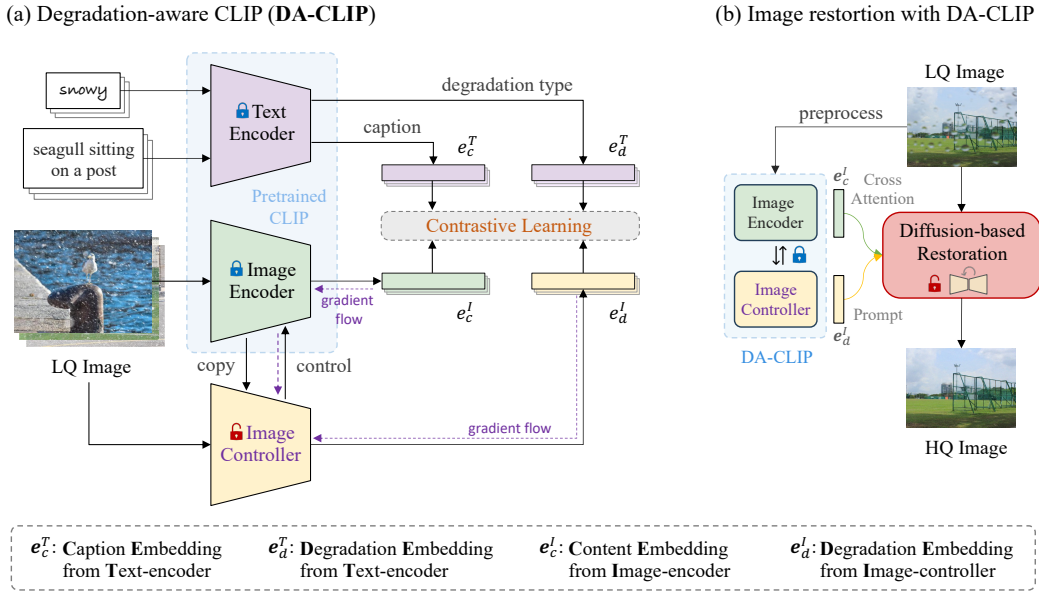 (a) Degradation-aware CLIP (DA-CLIP)
snowy
seagull sitting
on a post
Text
Encoder
Pretrained
CLIP
degradation type
caption
e_c^T
e_d^T
Contrastive Learning
Image
Encoder
gradient
flow
e_c^I
e_d^I
LQ Image
copy
control
Image
Controller
gradient flow
(b) Image restortion with DA-CLIP
LQ Image
preprocess
Image
Encoder
Image
Controller
DA-CLIP
e_c^I
Cross
Attention
Diffusion-based
Restoration
Prompt
e_d^I
HQ Image
e_c^T: Caption Embedding
from Text-encoder
e_d^T: Degradation Embedding
from Text-encoder
e_c^I: Content Embedding
from Image-encoder
e_d^I: Degradation Embedding
from Image-controller